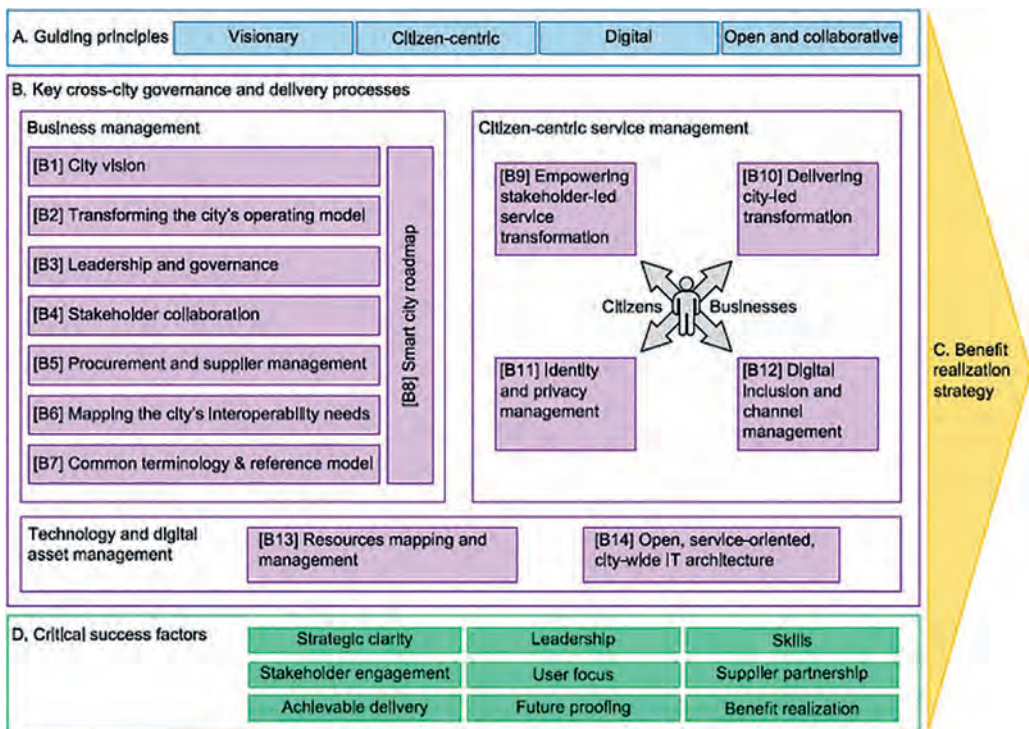 A. Guiding principles
Visionary
Citizen-centric
Digital
Open and collaborative
B. Key cross-city governance and delivery processes
Business management
[B1] City vision
[B2] Transforming the city's operating model
[B3] Leadership and governance
[B4] Stakeholder collaboration
[B5] Procurement and supplier management
[B6] Mapping the city's interoperability needs
[B7] Common terminology & reference model
[B8] Smart city roadmap
Citizen-centric service management
[B9] Empowering
stakeholder-led
service
transformation
[B10] Delivering
city-led
transformation
Citizens
Businesses
[B11] Identity
and privacy
management
[B12] Digital
inclusion and
channel
management
Technology and digital
asset management
[B13] Resources mapping and
management
[B14] Open, service-oriented,
city-wide IT architecture
C. Benefit
realization
strategy
D. Critical success factors
Strategic clarity
Leadership
Skills
Stakeholder engagement
User focus
Supplier partnership
Achievable delivery
Future proofing
Benefit realization